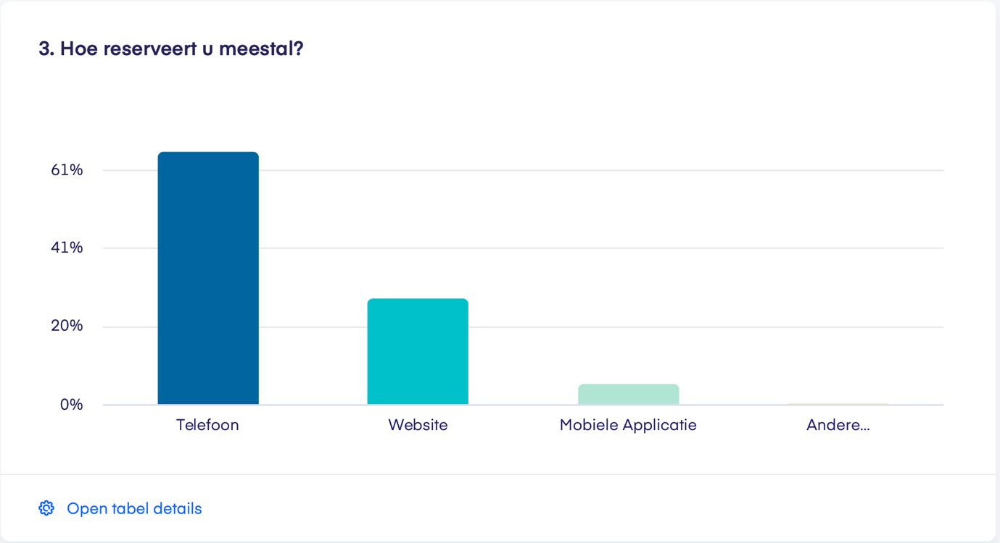 3. Hoe reserveert u meestal?
61%
41%
20%
0%
Telefoon Website Mobiele Applicatie Andere...
Open tabel details